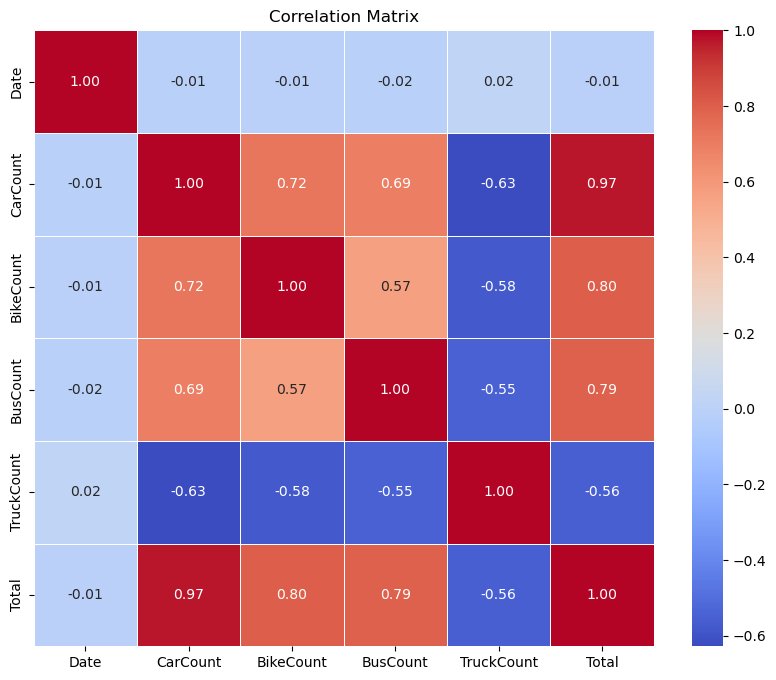 Correlation Matrix
Date 1.00 -0.01 -0.01 -0.02 0.02 -0.01
CarCount -0.01 1.00 0.72 0.69 -0.63 0.97
BikeCount -0.01 0.72 1.00 0.57 -0.58 0.80
BusCount -0.02 0.69 0.57 1.00 -0.55 0.79
TruckCount 0.02 -0.63 -0.58 -0.55 1.00 -0.56
Total -0.01 0.97 0.80 0.79 -0.56 1.00
Date CarCount BikeCount BusCount TruckCount Total
1.0
0.8
0.6
0.4
0.2
0.0
−0.2
−0.4
−0.6